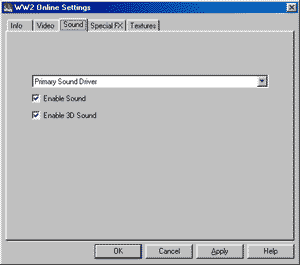 WW2 Online Settings
Info Video Sound Special FX Textures
Primary Sound Driver
Enable Sound
Enable 3D Sound
OK Cancel Apply Help